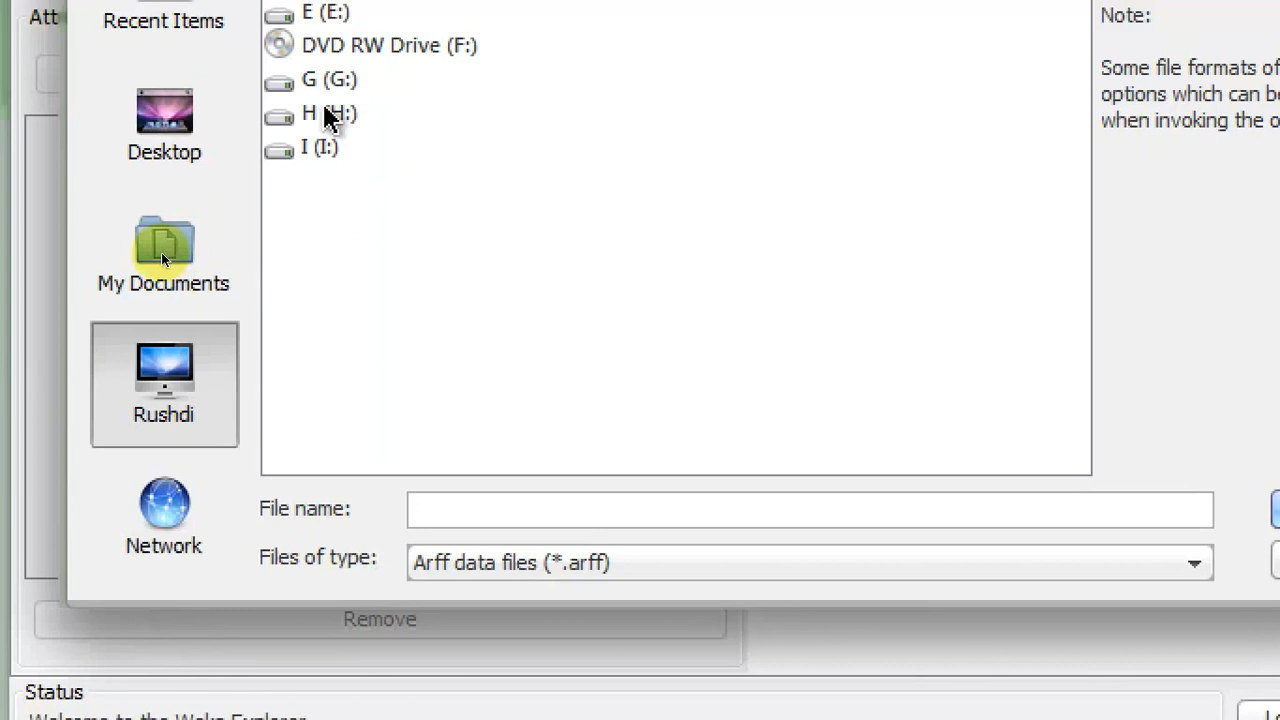 Att
Recent Items
E (E:)
DVD RW Drive (F:)
G (G:)
H (H:)
I (I:)
Desktop
My Documents
Rushdi
Network
Note:
Some file formats of
options which can be
when invoking the o
File name:
Files of type:
Arff data files (*.arff)
Remove
Status
Welcome to the Weka Explorer